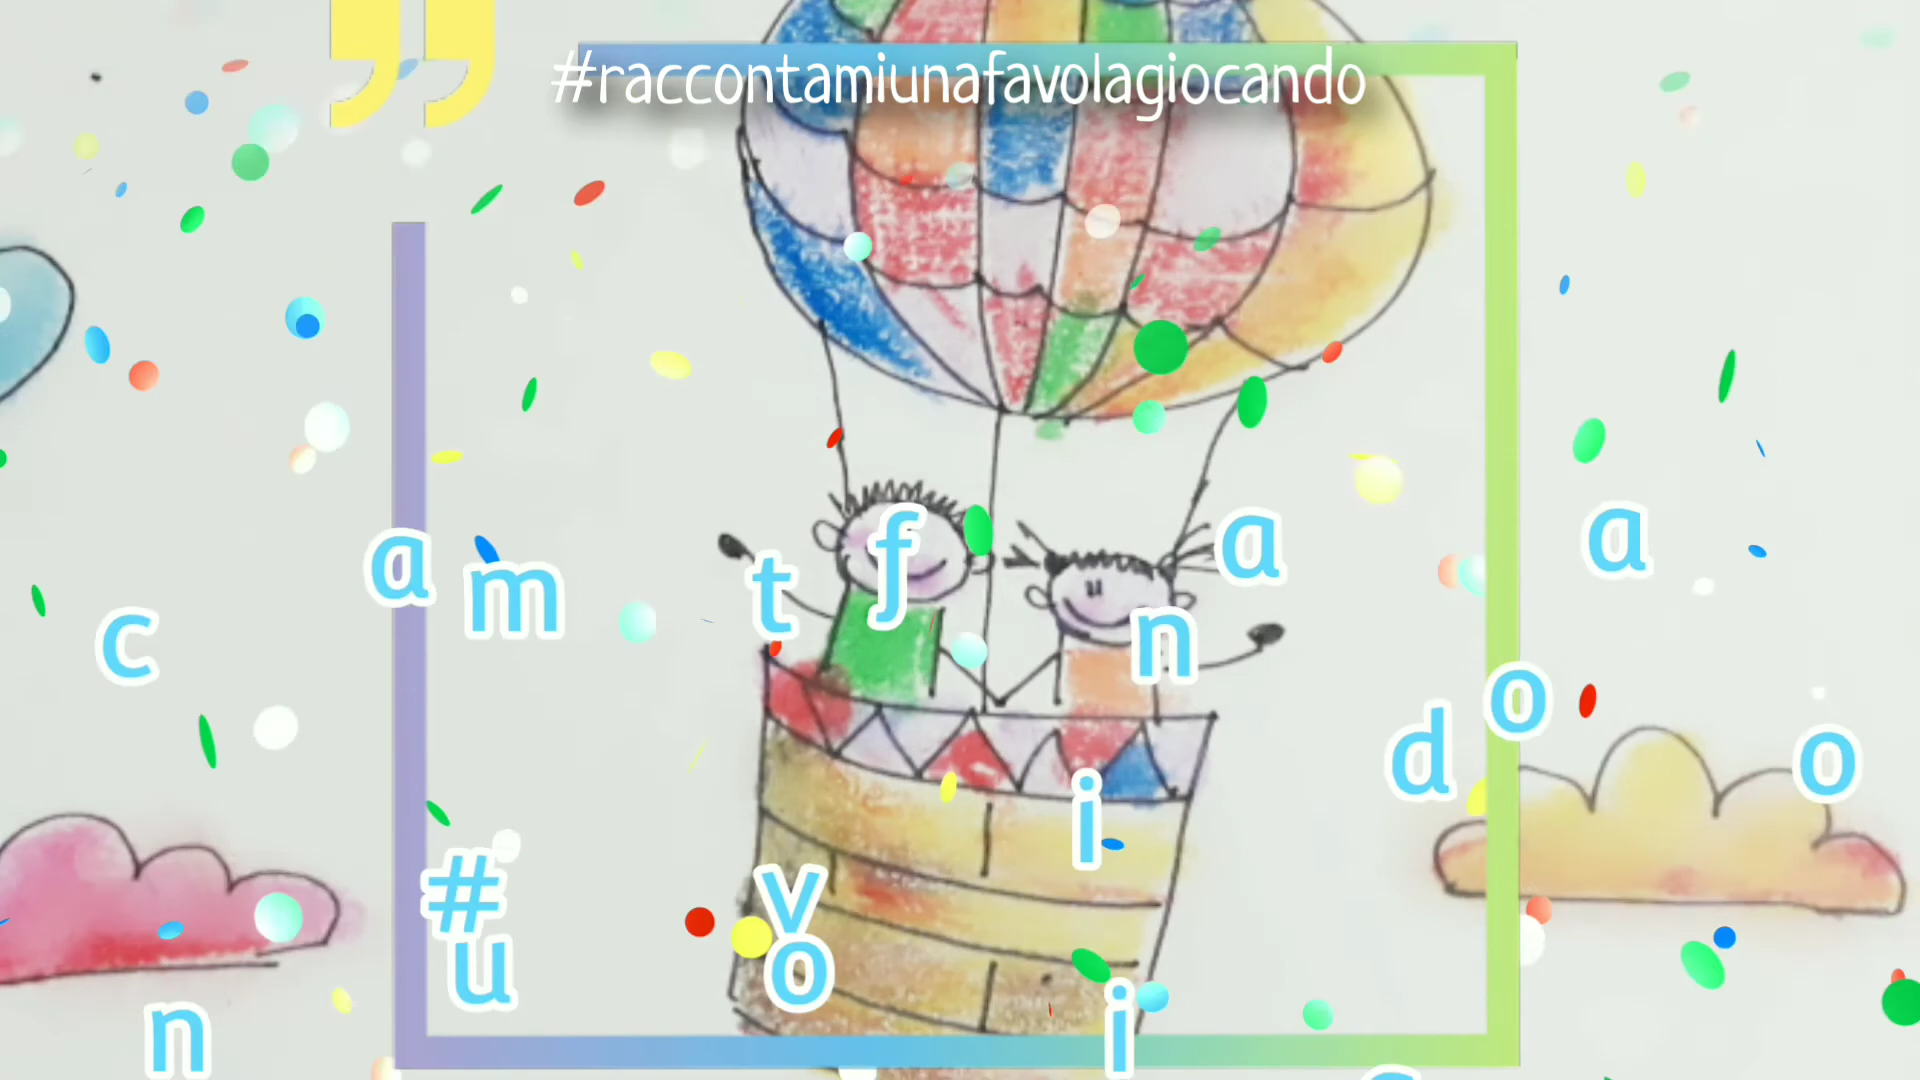 #raccontamiunafavolagiocando
a m t f a a
c n
d o o
i
# v
u o
n i